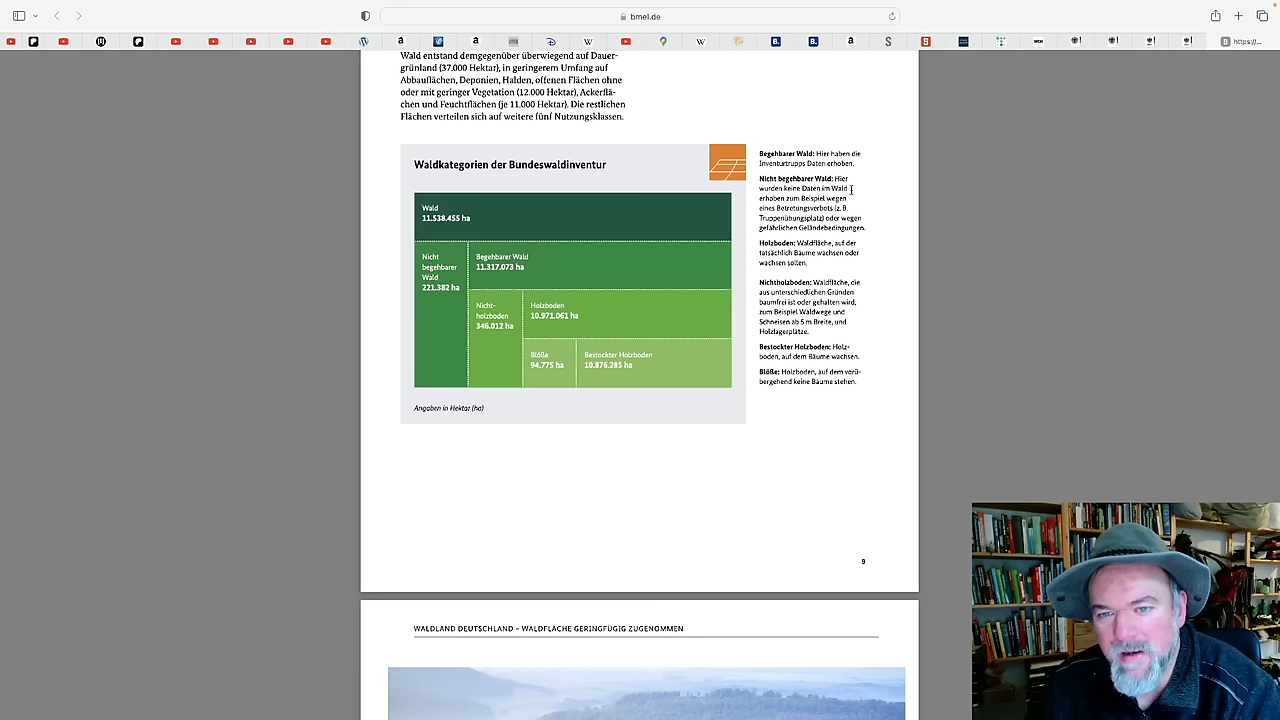 bmel.de
https://...
Wald entstand demgegenüber überwiegend auf Dauer-
grünland (37.000 Hektar), in geringerem Umfang auf
Abbauflächen, Deponien, Halden, offenen Flächen ohne
oder mit geringer Vegetation (12.000 Hektar), Ackerflä-
chen und Feuchtflächen (je 11.000 Hektar). Die restlichen
Flächen verteilen sich auf weitere fünf Nutzungsklassen.
Waldkategorien der Bundeswaldinventur
Wald
11.538.455 ha
Nicht
begehbarer
Wald
221.382 ha
Begehbarer Wald
11.317.073 ha
Nicht-
holzboden
346.012 ha
Holzboden
10.971.061 ha
Blöße
94.775 ha
Bestockter Holzboden
10.876.285 ha
Angaben in Hektar (ha)
Begehbarer Wald: Hier haben die
Inventurtrupps Daten erhoben.
Nicht begehbarer Wald: Hier
wurden keine Daten im Wald
erhoben zum Beispiel wegen
eines Betretungsverbots (z. B.
Truppenübungsplatz) oder wegen
gefährlichen Geländebedingungen.
Holzboden: Waldfläche, auf der
tatsächlich Bäume wachsen oder
wachsen sollen.
Nichtholzboden: Waldfläche, die
aus unterschiedlichen Gründen
baumfrei ist oder gehalten wird,
zum Beispiel Waldwege und
Schneisen ab 5 m Breite, und
Holzlagerplätze.
Bestockter Holzboden: Holz-
boden, auf dem Bäume wachsen.
Blöße: Holzboden, auf dem vorü-
bergehend keine Bäume stehen.
9
WALDLAND DEUTSCHLAND – WALDFLÄCHE GERINGFÜGIG ZUGENOMMEN